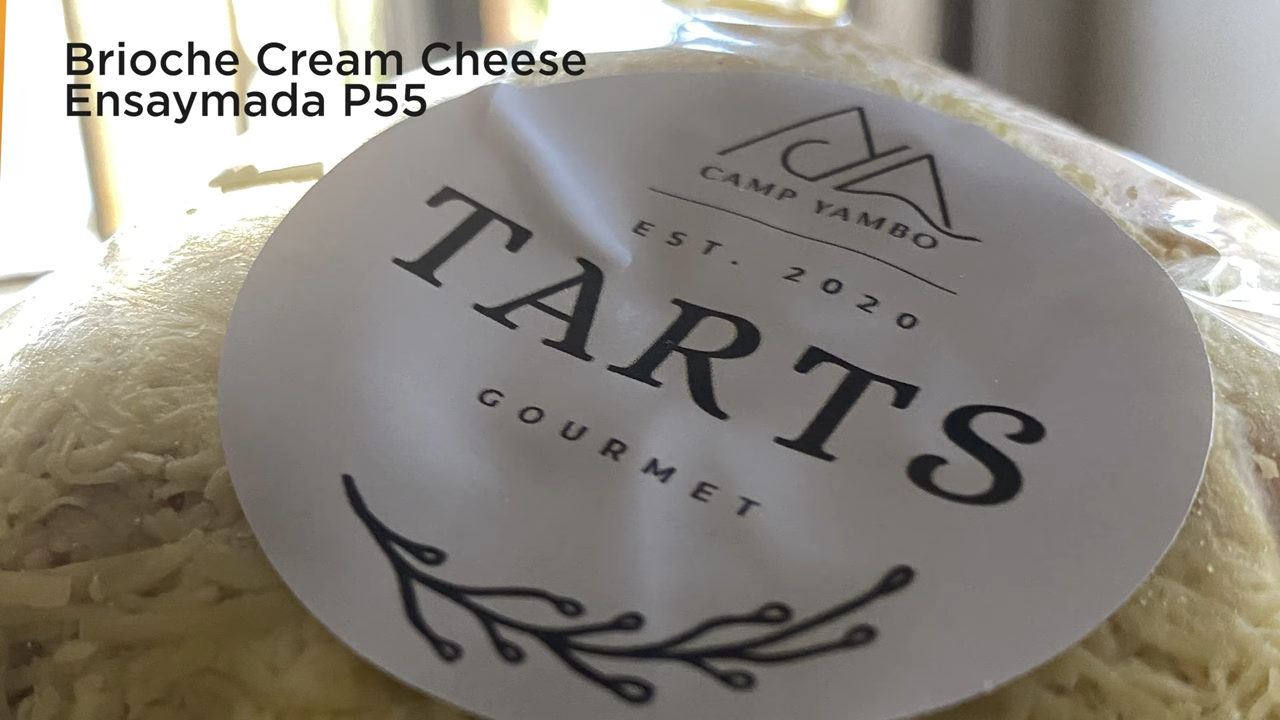 Brioche Cream Cheese
Ensaymada P55
CAMP YAMBO
EST. 2020
TARTS
GOURMET